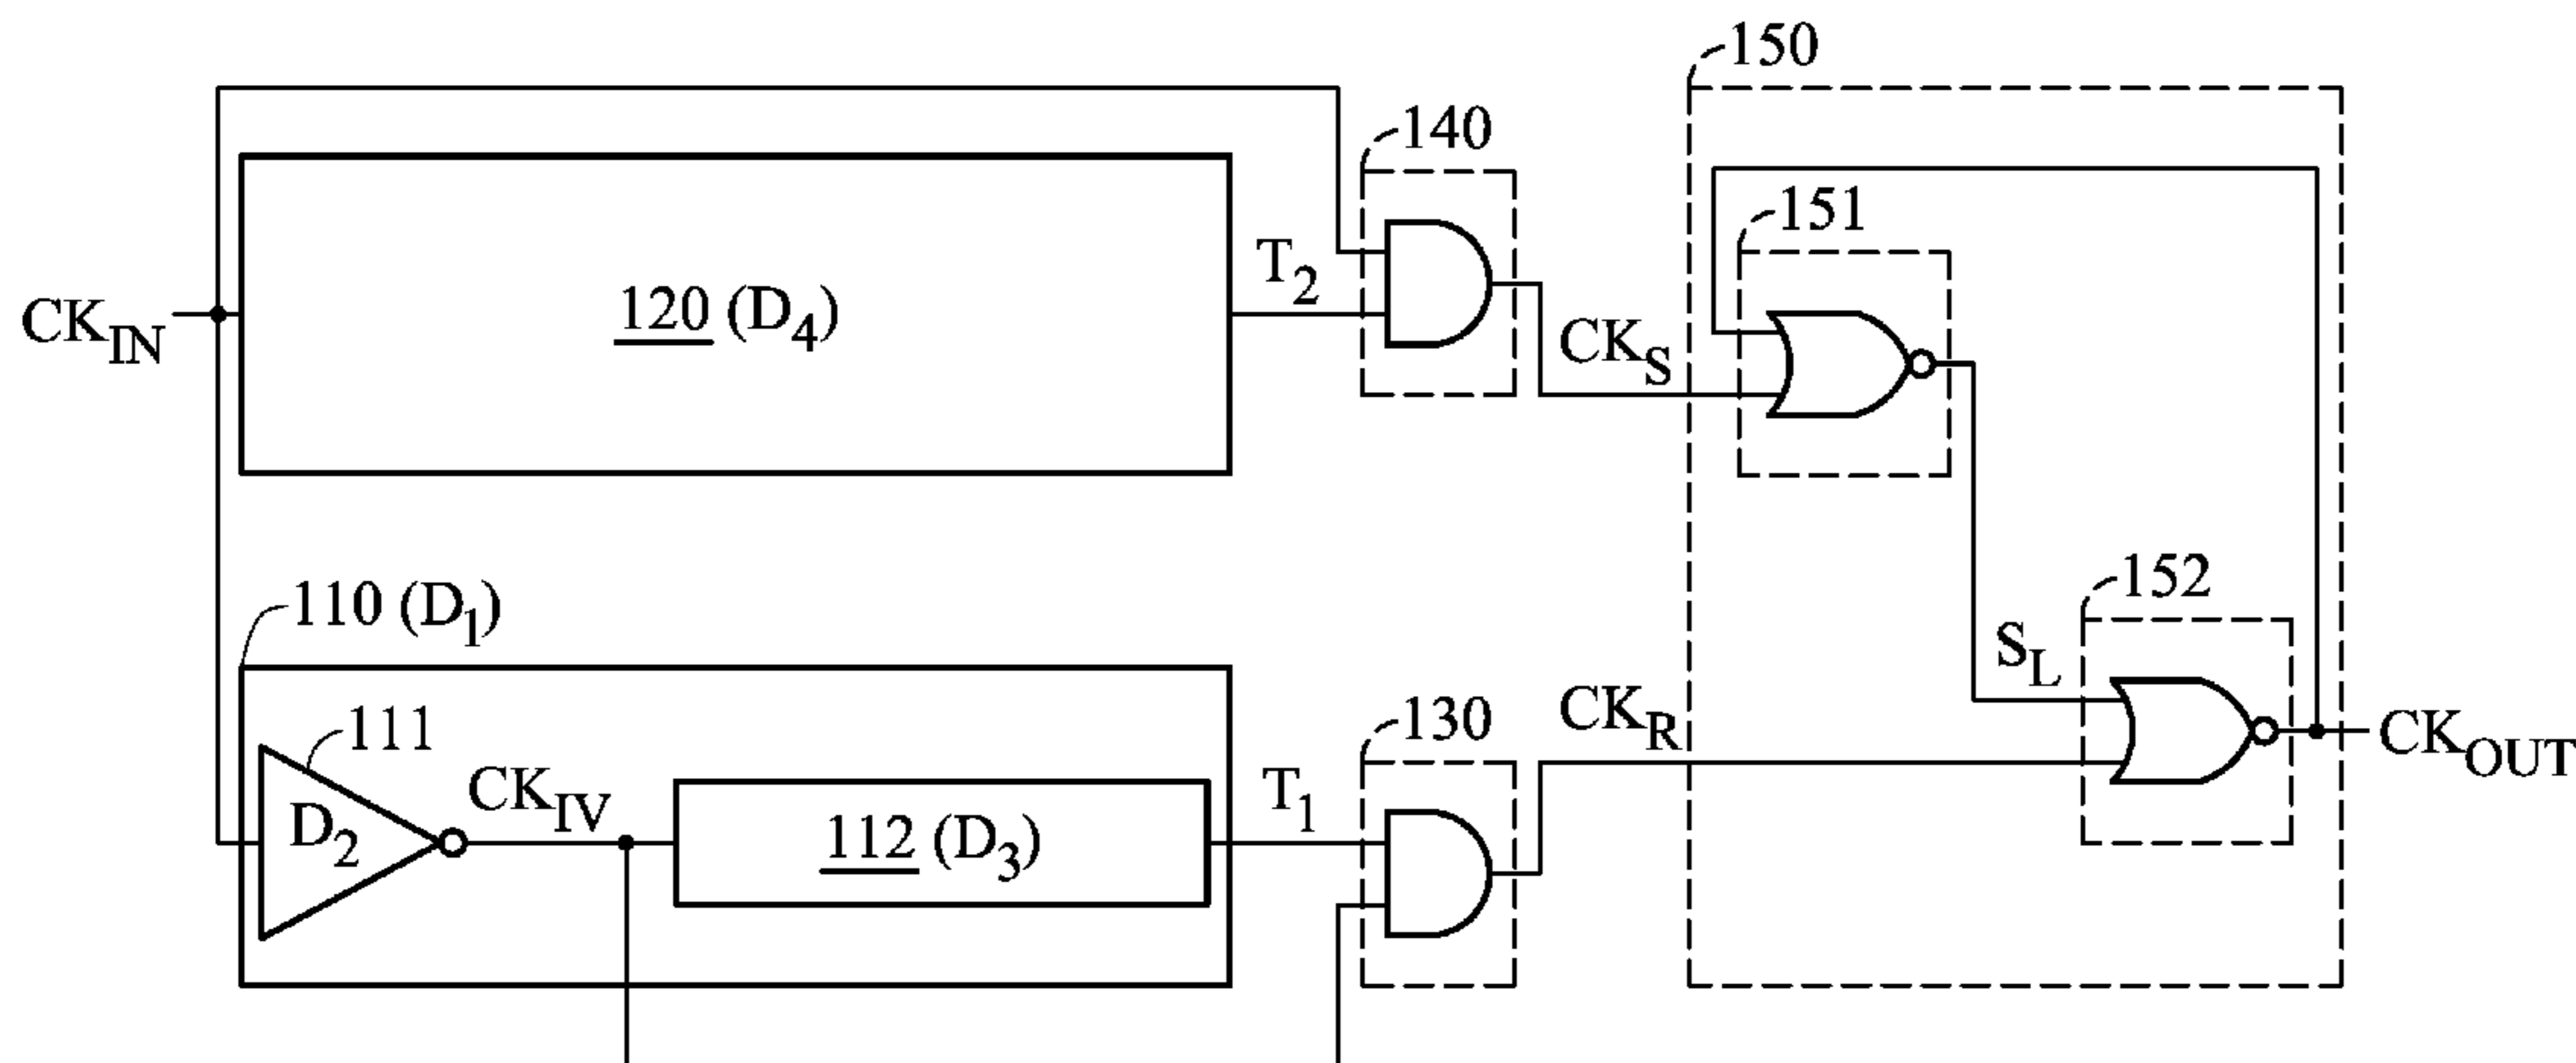 150
140
151
T2
CKIN
120 (D4)
CKS
152
110 (D1)
SL
111
130
CKR
CKIV
T1
CKOUT
D2
112 (D3)